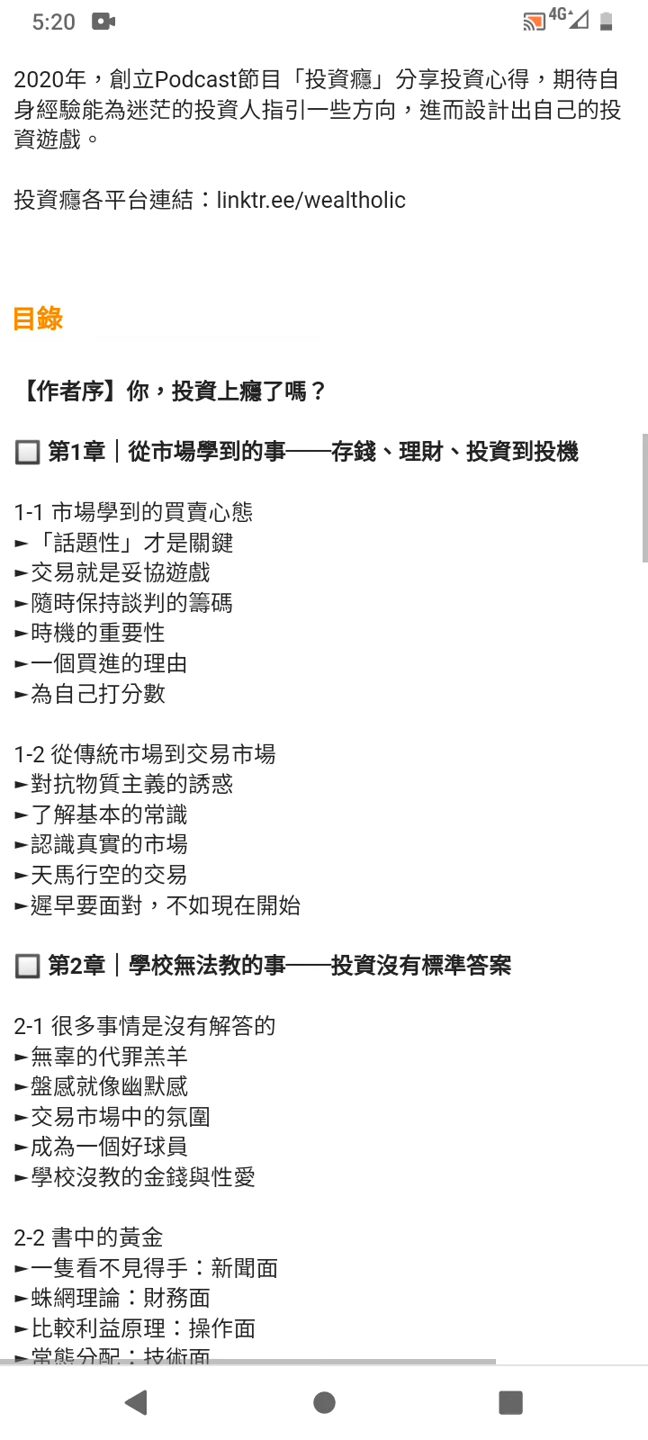 5:20
4G
2020年，創立Podcast節目「投資癮」分享投資心得，期待自
身經驗能為迷茫的投資人指引一些方向，進而設計出自己的投
資遊戲。
投資癮各平台連結：linktr.ee/wealtholic
目錄
【作者序】你，投資上癮了嗎？
第1章｜從市場學到的事──存錢、理財、投資到投機
1-1 市場學到的買賣心態
►「話題性」才是關鍵
►交易就是妥協遊戲
►隨時保持談判的籌碼
►時機的重要性
►一個買進的理由
►為自己打分數
1-2 從傳統市場到交易市場
►對抗物質主義的誘惑
►了解基本的常識
►認識真實的市場
►天馬行空的交易
►遲早要面對，不如現在開始
第2章｜學校無法教的事──投資沒有標準答案
2-1 很多事情是沒有解答的
►無辜的代罪羔羊
►盤感就像幽默感
►交易市場中的氛圍
►成為一個好球員
►學校沒教的金錢與性愛
2-2 書中的黃金
►一隻看不見得手：新聞面
►蛛網理論：財務面
►比較利益原理：操作面
►常態分配：技術面